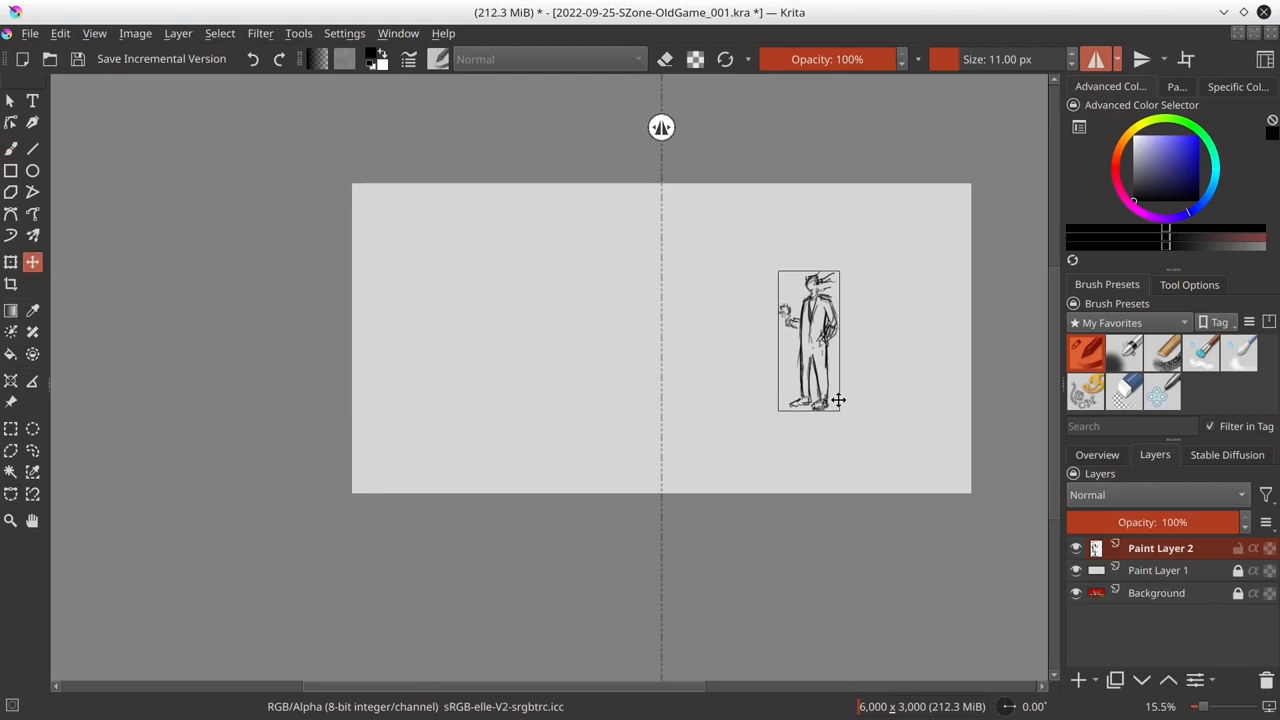 (212.3 MiB) * - [2022-09-25-SZone-OldGame_001.kra *] — Krita
File Edit View Image Layer Select Filter Tools Settings Window Help
Save Incremental Version Normal Opacity: 100% Size: 11.00 px
Advanced Col... Pa... Specific Col...
Advanced Color Selector
Brush Presets Tool Options
Brush Presets
★ My Favorites Tag
Search Filter in Tag
Overview Layers Stable Diffusion
Layers
Normal
Opacity: 100%
Paint Layer 2
Paint Layer 1
Background
RGB/Alpha (8-bit integer/channel) sRGB-elle-V2-srgbtrc.icc 6,000 x 3,000 (212.3 MiB) 0.00° 15.5%